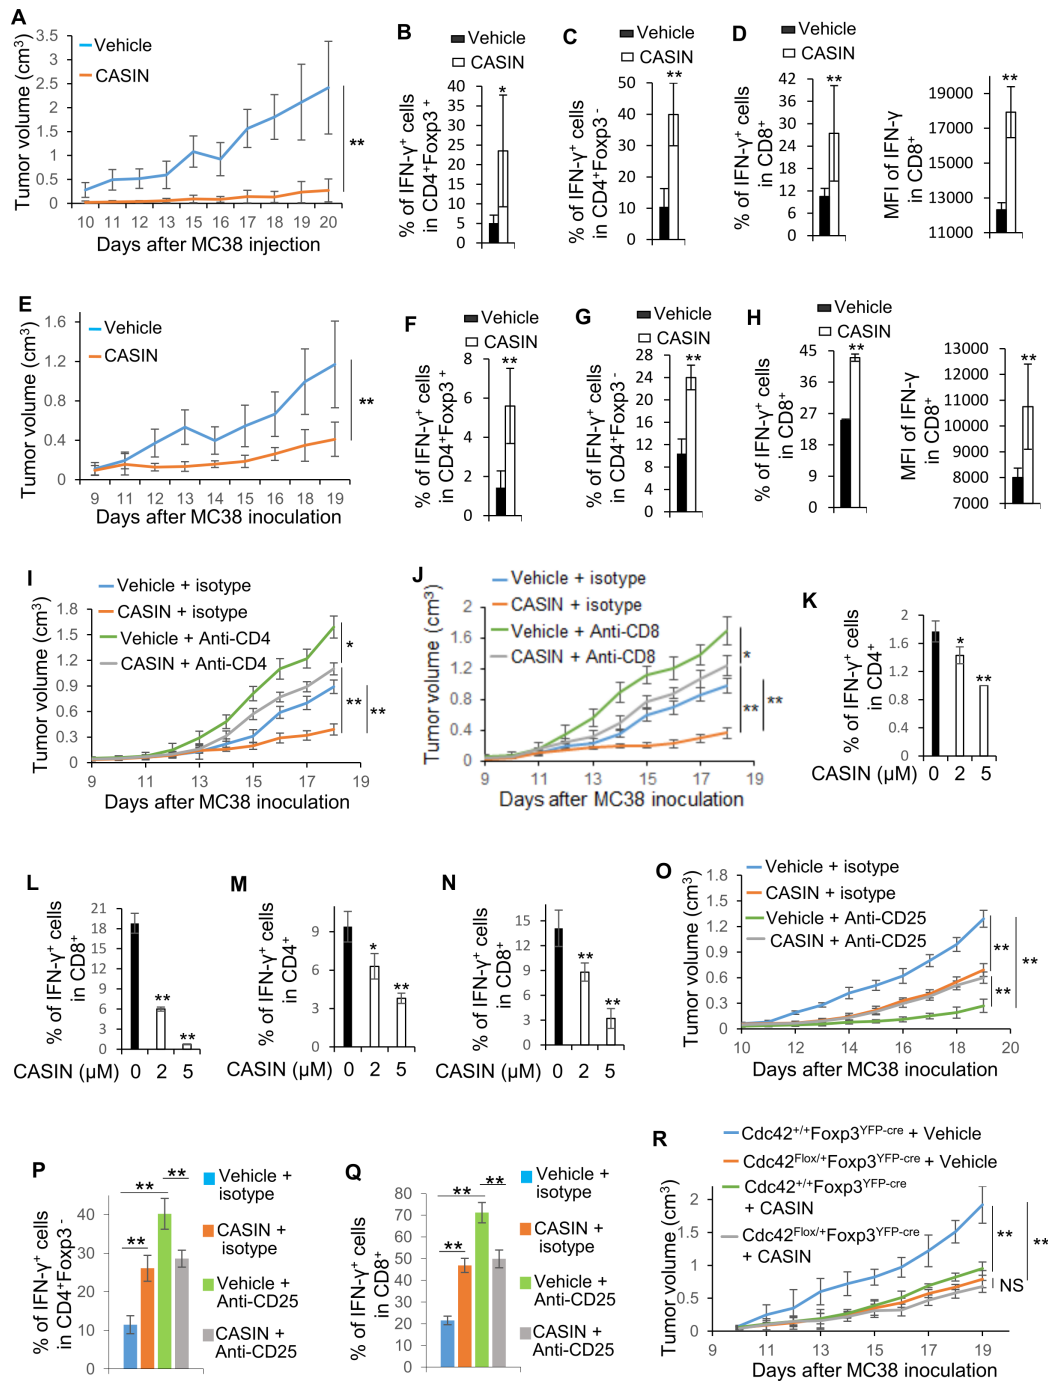 A
Tumor volume (cm³)
3.5
3
2.5
2
1.5
1
0.5
0
Vehicle
CASIN
**
10 11 12 13 15 16 17 18 19 20
Days after MC38 injection
B
Vehicle
CASIN
% of IFN-γ⁺ cells
in CD4⁺Foxp3⁺
40
35
30
25
20
15
10
5
0
*
C
Vehicle
CASIN
% of IFN-γ⁺ cells
in CD4⁺Foxp3⁻
50
40
30
20
10
0
**
D
Vehicle
CASIN
% of IFN-γ⁺ cells
in CD8⁺
42
36
30
24
18
12
6
0
**
MFI of IFN-γ
in CD8⁺
19000
17000
15000
13000
11000
**
E
Tumor volume (cm³)
1.6
1.2
0.8
0.4
0
Vehicle
CASIN
**
9 11 12 13 14 15 16 18 19
Days after MC38 inoculation
F
Vehicle
CASIN
% of IFN-γ⁺ cells
in CD4⁺Foxp3⁺
8
6
4
2
0
**
G
Vehicle
CASIN
% of IFN-γ⁺ cells
in CD4⁺Foxp3⁻
28
24
20
16
12
8
4
0
**
H
Vehicle
CASIN
% of IFN-γ⁺ cells
in CD8⁺
45
36
27
18
9
0
**
MFI of IFN-γ
in CD8⁺
13000
12000
11000
10000
9000
8000
7000
**
I
Vehicle + isotype
CASIN + isotype
Vehicle + Anti-CD4
CASIN + Anti-CD4
Tumor volume (cm³)
1.8
1.5
1.2
0.9
0.6
0.3
0
*
**
**
9 11 13 15 17 19
Days after MC38 inoculation
J
Vehicle + isotype
CASIN + isotype
Vehicle + Anti-CD8
CASIN + Anti-CD8
Tumor volume (cm³)
2
1.6
1.2
0.8
0.4
0
*
**
**
9 11 13 15 17 19
Days after MC38 inoculation
K
% of IFN-γ⁺ cells
in CD4⁺
2
1.6
1.2
0.8
0.4
0
*
**
CASIN (µM) 0 2 5
L
% of IFN-γ⁺ cells
in CD8⁺
21
18
15
12
9
6
3
0
**
**
CASIN (µM) 0 2 5
M
% of IFN-γ⁺ cells
in CD4⁺
9
6
3
0
*
**
CASIN (µM) 0 2 5
N
% of IFN-γ⁺ cells
in CD8⁺
15
12
9
6
3
0
**
**
CASIN (µM) 0 2 5
O
Vehicle + isotype
CASIN + isotype
Vehicle + Anti-CD25
CASIN + Anti-CD25
Tumor volume (cm³)
1.8
1.5
1.2
0.9
0.6
0.3
0
**
**
**
10 12 14 16 18 20
Days after MC38 inoculation
P
% of IFN-γ⁺ cells
in CD4⁺Foxp3⁻
40
30
20
10
0
**
**
**
Vehicle +
isotype
CASIN +
isotype
Vehicle +
Anti-CD25
CASIN +
Anti-CD25
Q
% of IFN-γ⁺ cells
in CD8⁺
80
70
60
50
40
30
20
10
0
**
**
**
Vehicle +
isotype
CASIN +
isotype
Vehicle +
Anti-CD25
CASIN +
Anti-CD25
R
Cdc42⁺/⁺Foxp3ʸᶠᴾ⁻ᶜʳᵉ + Vehicle
Cdc42ᶠˡᵒˣ/⁺Foxp3ʸᶠᴾ⁻ᶜʳᵉ + Vehicle
Cdc42⁺/⁺Foxp3ʸᶠᴾ⁻ᶜʳᵉ
+ CASIN
Cdc42ᶠˡᵒˣ/⁺Foxp3ʸᶠᴾ⁻ᶜʳᵉ
+ CASIN
Tumor volume (cm³)
2
1.5
1
0.5
0
**
**
NS
9 11 13 15 17 19
Days after MC38 inoculation